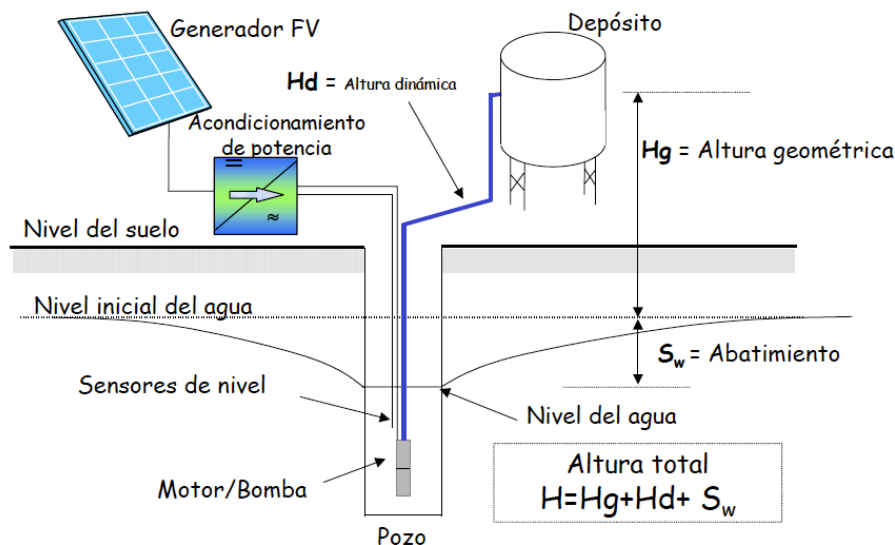 Generador FV
Depósito
Hd = Altura dinámica
Acondicionamiento
de potencia
Hg = Altura geométrica
=
≈
Nivel del suelo
Nivel inicial del agua
Sw = Abatimiento
Sensores de nivel
Nivel del agua
Motor/Bomba
Altura total
H=Hg+Hd+ Sw
Pozo